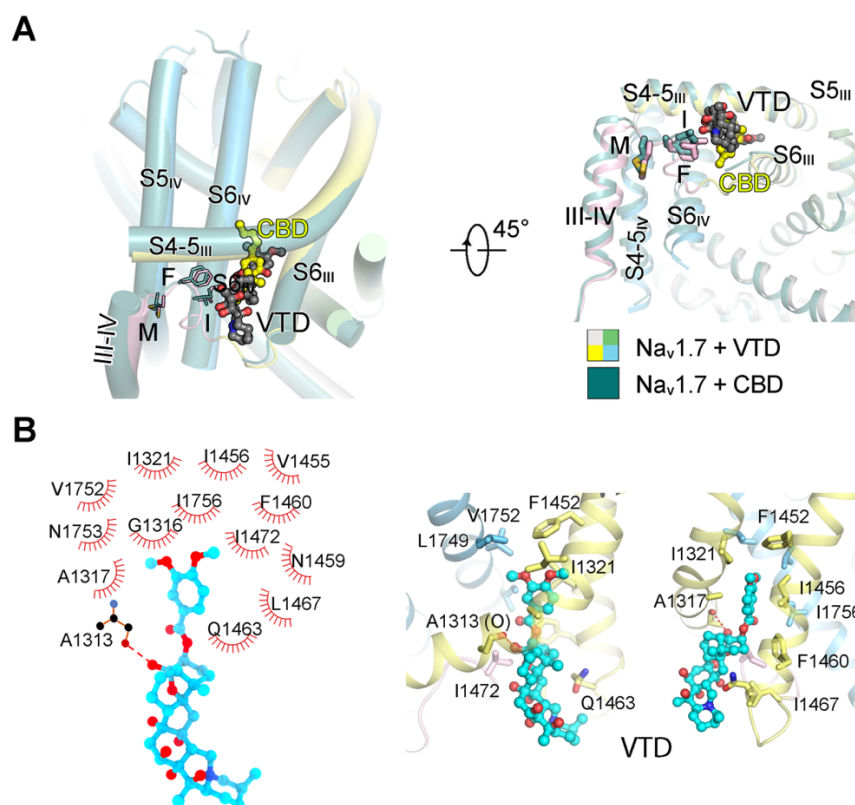 A
S5IV
S6IV
CBD
S4-5III
F
S6IV
S6III
M
I
VTD
III-IV
45°
S4-5III
VTD
S5III
I
M
S6III
F
CBD
III-IV
S6IV
S4-5IV
Nav1.7 + VTD
Nav1.7 + CBD
B
I1321
I1456
V1455
V1752
I1756
F1460
N1753
G1316
I1472
N1459
A1317
L1467
A1313
Q1463
V1752
F1452
L1749
I1321
A1313 (O)
I1472
Q1463
F1452
I1321
I1456
A1317
I1756
F1460
I1467
VTD